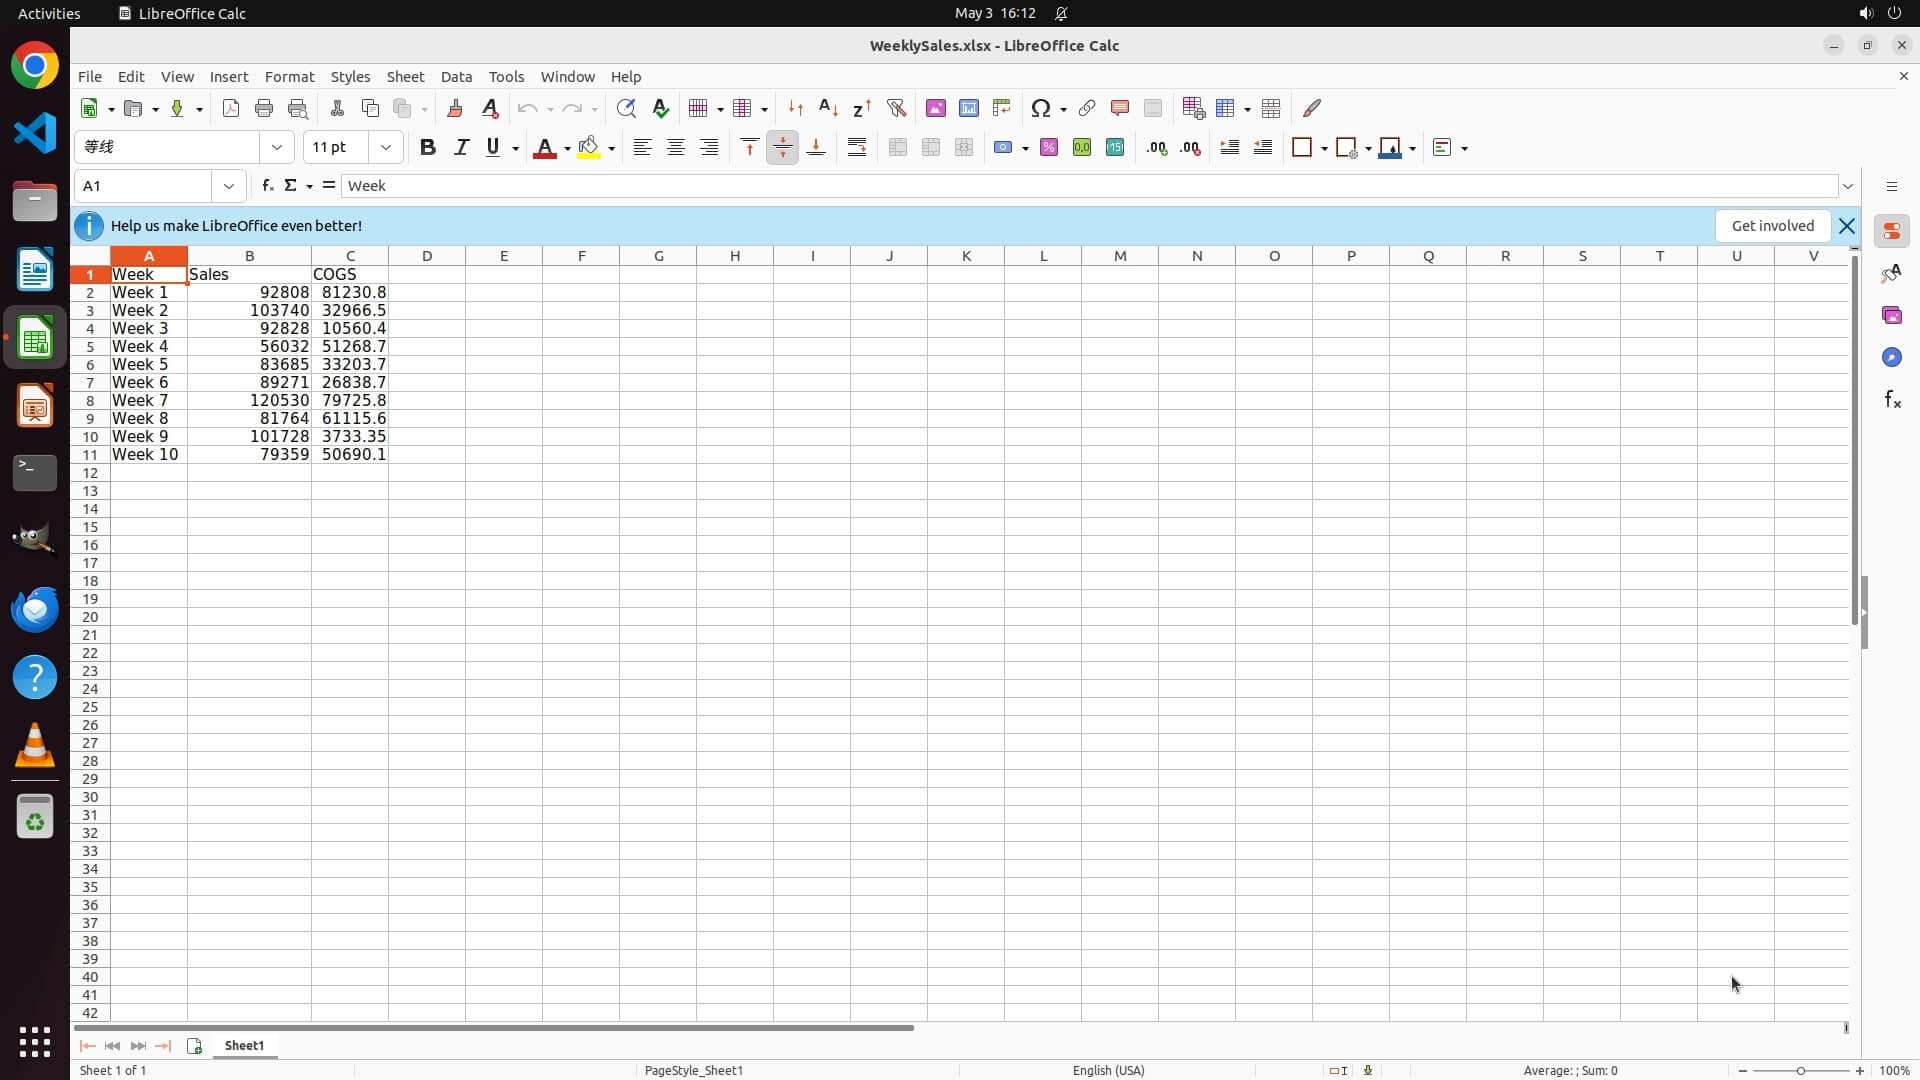 Activities LibreOffice Calc May 3 16:12
WeeklySales.xlsx - LibreOffice Calc
File Edit View Insert Format Styles Sheet Data Tools Window Help
等线 11 pt
A1 Week
Help us make LibreOffice even better! Get involved
A B C D E F G H I J K L M N O P Q R S T U V
1 Week Sales COGS
2 Week 1 92808 81230.8
3 Week 2 103740 32966.5
4 Week 3 92828 10560.4
5 Week 4 56032 51268.7
6 Week 5 83685 33203.7
7 Week 6 89271 26838.7
8 Week 7 120530 79725.8
9 Week 8 81764 61115.6
10 Week 9 101728 3733.35
11 Week 10 79359 50690.1
12
13
14
15
16
17
18
19
20
21
22
23
24
25
26
27
28
29
30
31
32
33
34
35
36
37
38
39
40
41
42
Sheet1
Sheet 1 of 1 PageStyle_Sheet1 English (USA) Average: ; Sum: 0 100%